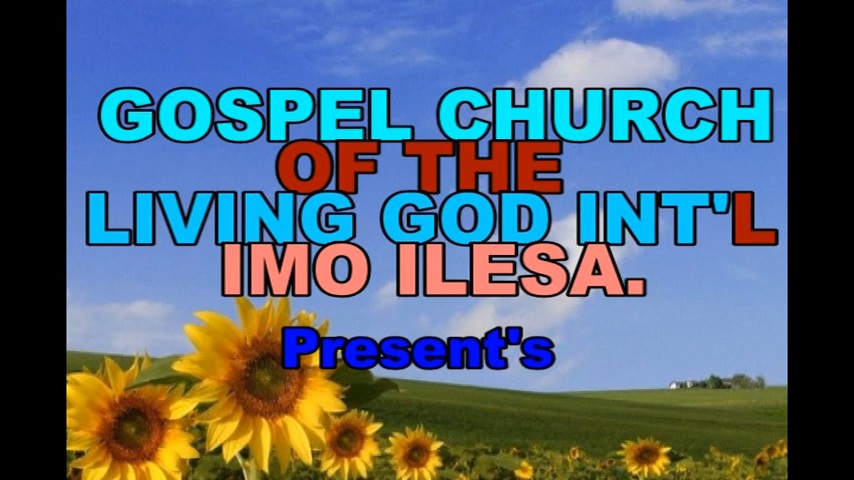 GOSPEL CHURCH
OF THE
LIVING GOD INT'L
IMO ILESA.
Present's